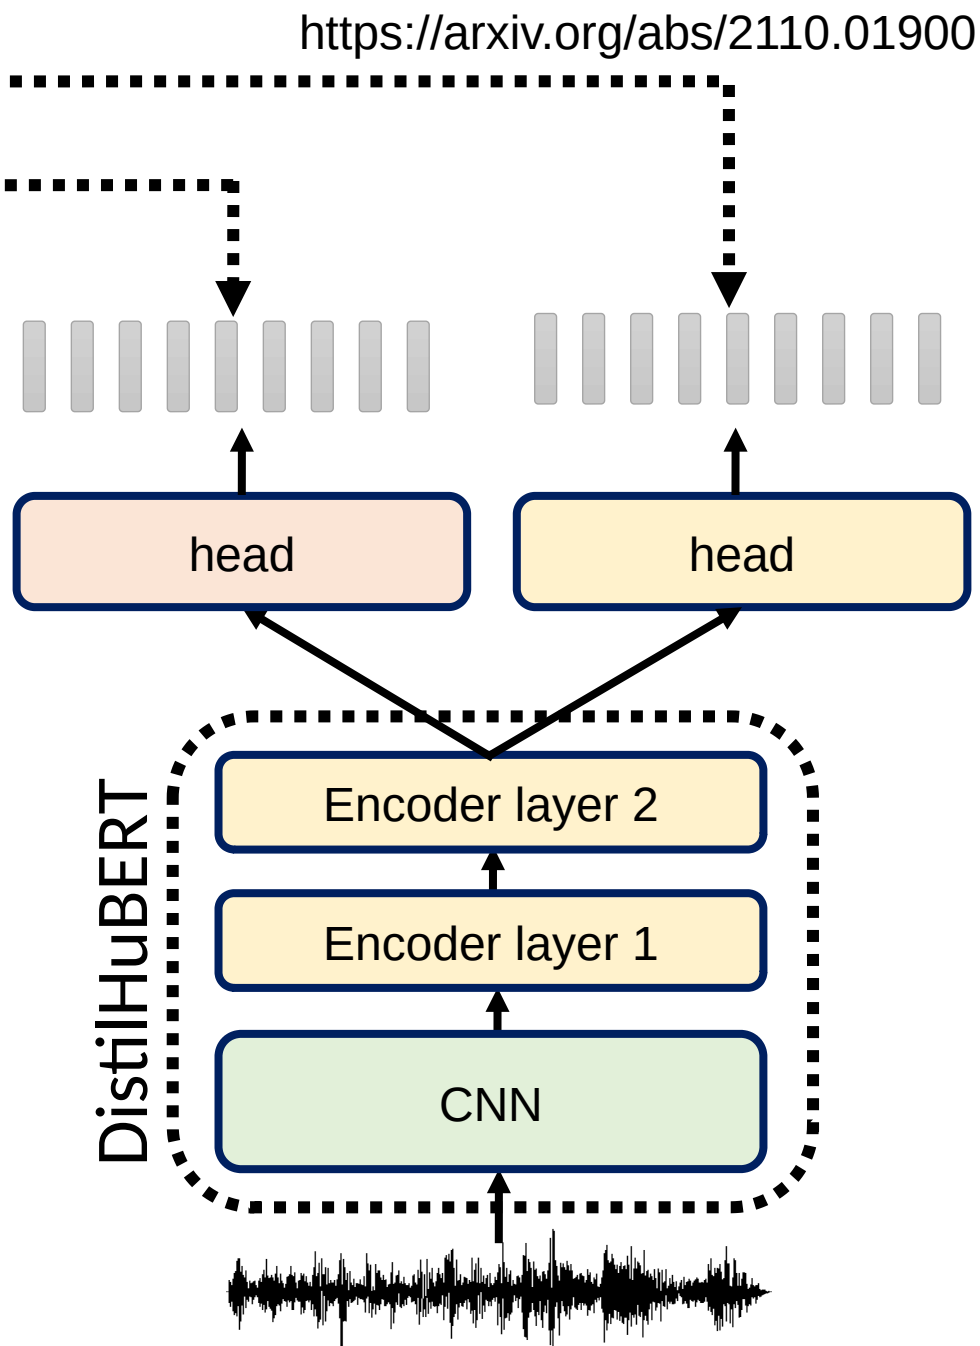 https://arxiv.org/abs/2110.01900
head
head
DistilHuBERT
Encoder layer 2
Encoder layer 1
CNN